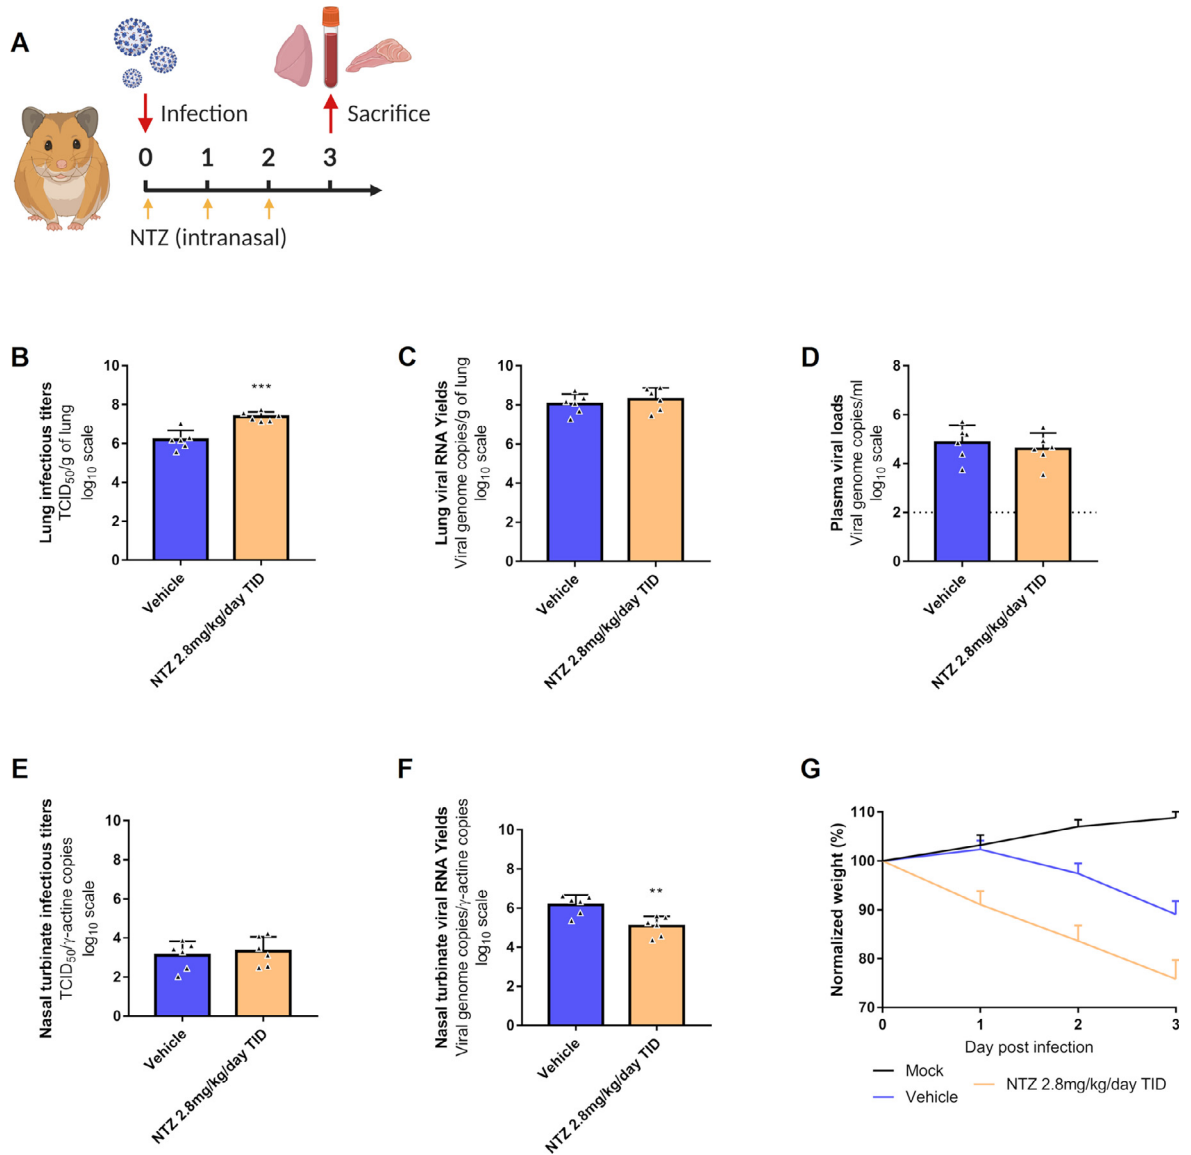 A
Infection
Sacrifice
0 1 2 3
NTZ (intranasal)
B
Lung infectious titers
TCID50/g of lung
log10 scale
10
8
6
4
2
0
***
Vehicle
NTZ 2.8mg/kg/day TID
C
Lung viral RNA Yields
Viral genome copies/g of lung
log10 scale
10
8
6
4
2
0
Vehicle
NTZ 2.8mg/kg/day TID
D
Plasma viral loads
Viral genome copies/ml
log10 scale
8
6
4
2
0
Vehicle
NTZ 2.8mg/kg/day TID
E
Nasal turbinate infectious titers
TCID50/γ-actine copies
log10 scale
10
8
6
4
2
0
Vehicle
NTZ 2.8mg/kg/day TID
F
Nasal turbinate viral RNA Yields
Viral genome copies/γ-actine copies
log10 scale
10
8
6
4
2
0
**
Vehicle
NTZ 2.8mg/kg/day TID
G
Normalized weight (%)
110
100
90
80
70
0 1 2 3
Day post infection
Mock
Vehicle
NTZ 2.8mg/kg/day TID